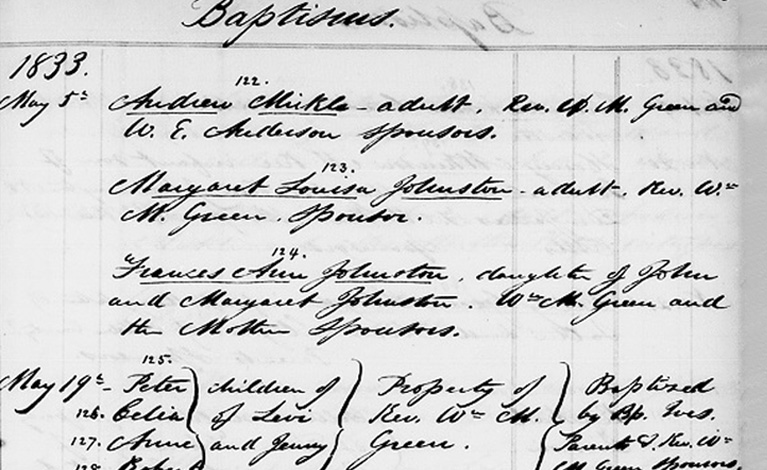 Baptisms.
1833.
122.
May 5th Andrew Mickle - adult. Rev. W. M. Green and
W. E. Anderson Sponsors.
123.
Margaret Louisa Johnston - adult. Rev. Wm
M. Green. Sponsor.
124.
Frances Ann Johnston, daughter of John
and Margaret Johnston. Wm M. Green and
the Mother Sponsors.
125.
May 19th - Peter children of Property of Baptized
126. Celia of Levi Rev. Wm M. by Bp. Ives.
127. Anne and Jenny Green. Parents & Rev. Wm
128. M. Green Sponsors.